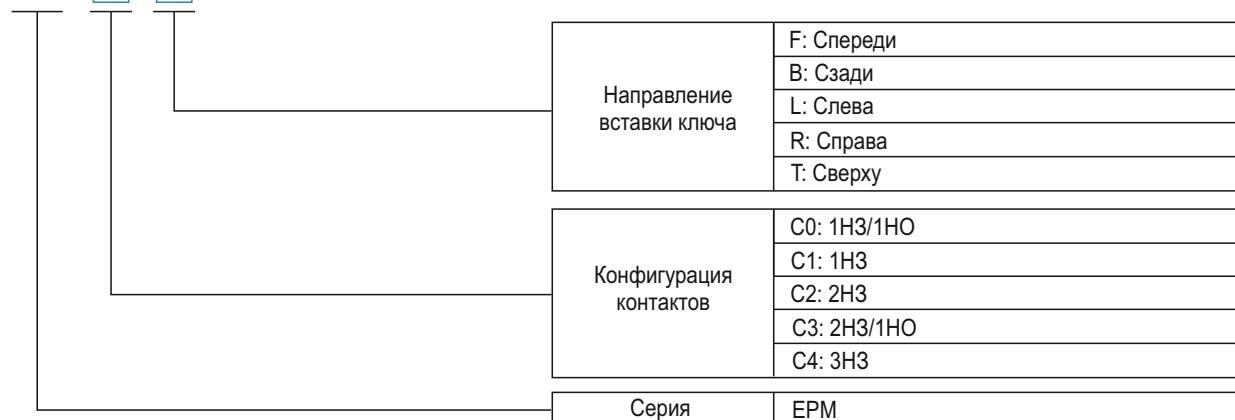 Направление
вставки ключа
F: Спереди
B: Сзади
L: Слева
R: Справа
T: Сверху
Конфигурация
контактов
C0: 1НЗ/1НО
C1: 1НЗ
C2: 2НЗ
C3: 2НЗ/1НО
C4: 3НЗ
Серия
EPM